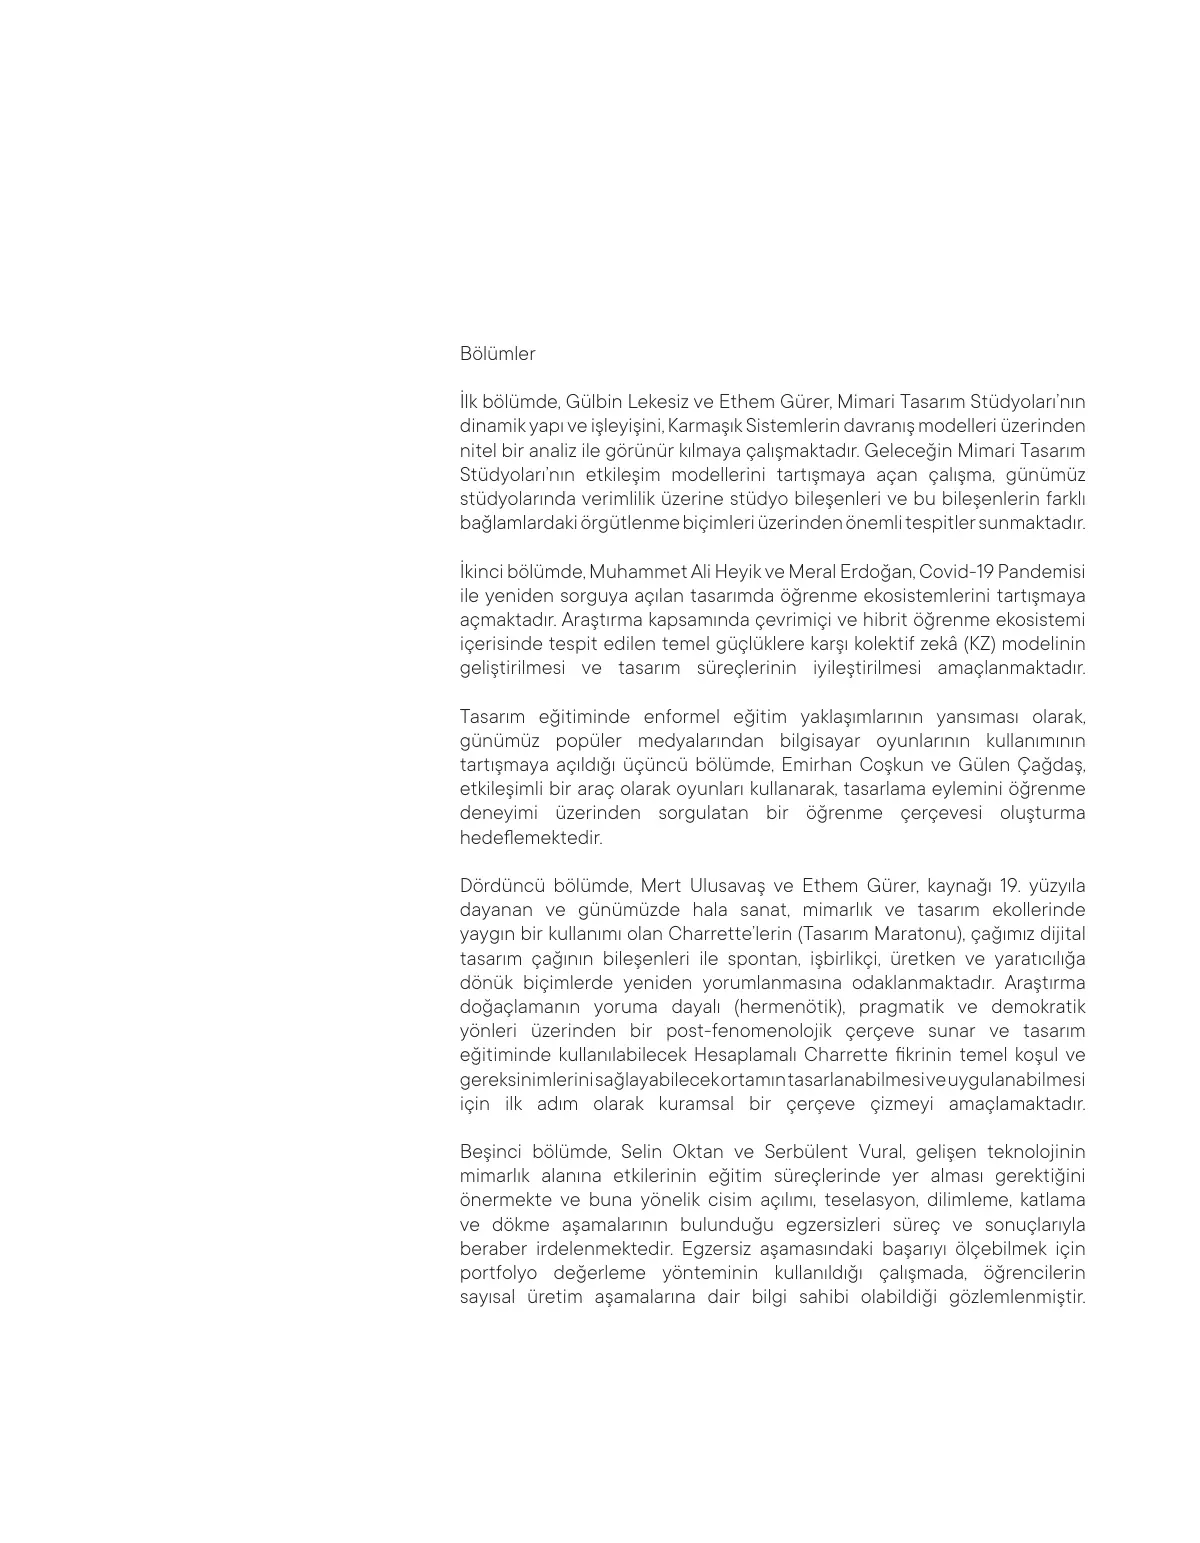 Bölümler
İlk bölümde, Gülbin Lekesiz ve Ethem Gürer, Mimari Tasarım Stüdyoları’nın
dinamik yapı ve işleyişini, Karmaşık Sistemlerin davranış modelleri üzerinden
nitel bir analiz ile görünür kılmaya çalışmaktadır. Geleceğin Mimari Tasarım
Stüdyoları’nın etkileşim modellerini tartışmaya açan çalışma, günümüz
stüdyolarında verimlilik üzerine stüdyo bileşenleri ve bu bileşenlerin farklı
bağlamlardaki örgütlenme biçimleri üzerinden önemli tespitler sunmaktadır.
İkinci bölümde, Muhammet Ali Heyik ve Meral Erdoğan, Covid-19 Pandemisi
ile yeniden sorguya açılan tasarımda öğrenme ekosistemlerini tartışmaya
açmaktadır. Araştırma kapsamında çevrimiçi ve hibrit öğrenme ekosistemi
içerisinde tespit edilen temel güçlüklere karşı kolektif zekâ (KZ) modelinin
geliştirilmesi ve tasarım süreçlerinin iyileştirilmesi amaçlanmaktadır.
Tasarım eğitiminde enformel eğitim yaklaşımlarının yansıması olarak,
günümüz popüler medyalarından bilgisayar oyunlarının kullanımının
tartışmaya açıldığı üçüncü bölümde, Emirhan Coşkun ve Gülen Çağdaş,
etkileşimli bir araç olarak oyunları kullanarak, tasarlama eylemini öğrenme
deneyimi üzerinden sorgulatan bir öğrenme çerçevesi oluşturma
hedeflemektedir.
Dördüncü bölümde, Mert Ulusavaş ve Ethem Gürer, kaynağı 19. yüzyıla
dayanan ve günümüzde hala sanat, mimarlık ve tasarım ekollerinde
yaygın bir kullanımı olan Charrette’lerin (Tasarım Maratonu), çağımız dijital
tasarım çağının bileşenleri ile spontan, işbirlikçi, üretken ve yaratıcılığa
dönük biçimlerde yeniden yorumlanmasına odaklanmaktadır. Araştırma
doğaçlamanın yoruma dayalı (hermenötik), pragmatik ve demokratik
yönleri üzerinden bir post-fenomenolojik çerçeve sunar ve tasarım
eğitiminde kullanılabilecek Hesaplamalı Charrette fikrinin temel koşul ve
gereksinimlerini sağlayabilecek ortamın tasarlanabilmesi ve uygulanabilmesi
için ilk adım olarak kuramsal bir çerçeve çizmeyi amaçlamaktadır.
Beşinci bölümde, Selin Oktan ve Serbülent Vural, gelişen teknolojinin
mimarlık alanına etkilerinin eğitim süreçlerinde yer alması gerektiğini
önermekte ve buna yönelik cisim açılımı, teselasyon, dilimleme, katlama
ve dökme aşamalarının bulunduğu egzersizleri süreç ve sonuçlarıyla
beraber irdelenmektedir. Egzersiz aşamasındaki başarıyı ölçebilmek için
portfolyo değerleme yönteminin kullanıldığı çalışmada, öğrencilerin
sayısal üretim aşamalarına dair bilgi sahibi olabildiği gözlemlenmiştir.